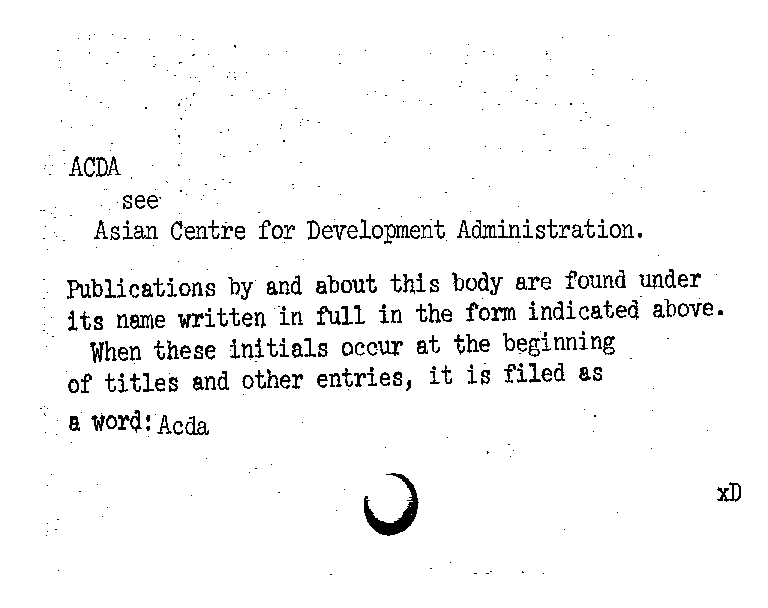 ACDA
see
Asian Centre for Development Administration.
Publications by and about this body are found under
its name written in full in the form indicated above.
When these initials occur at the beginning
of titles and other entries, it is filed as
a word: Acda
xD